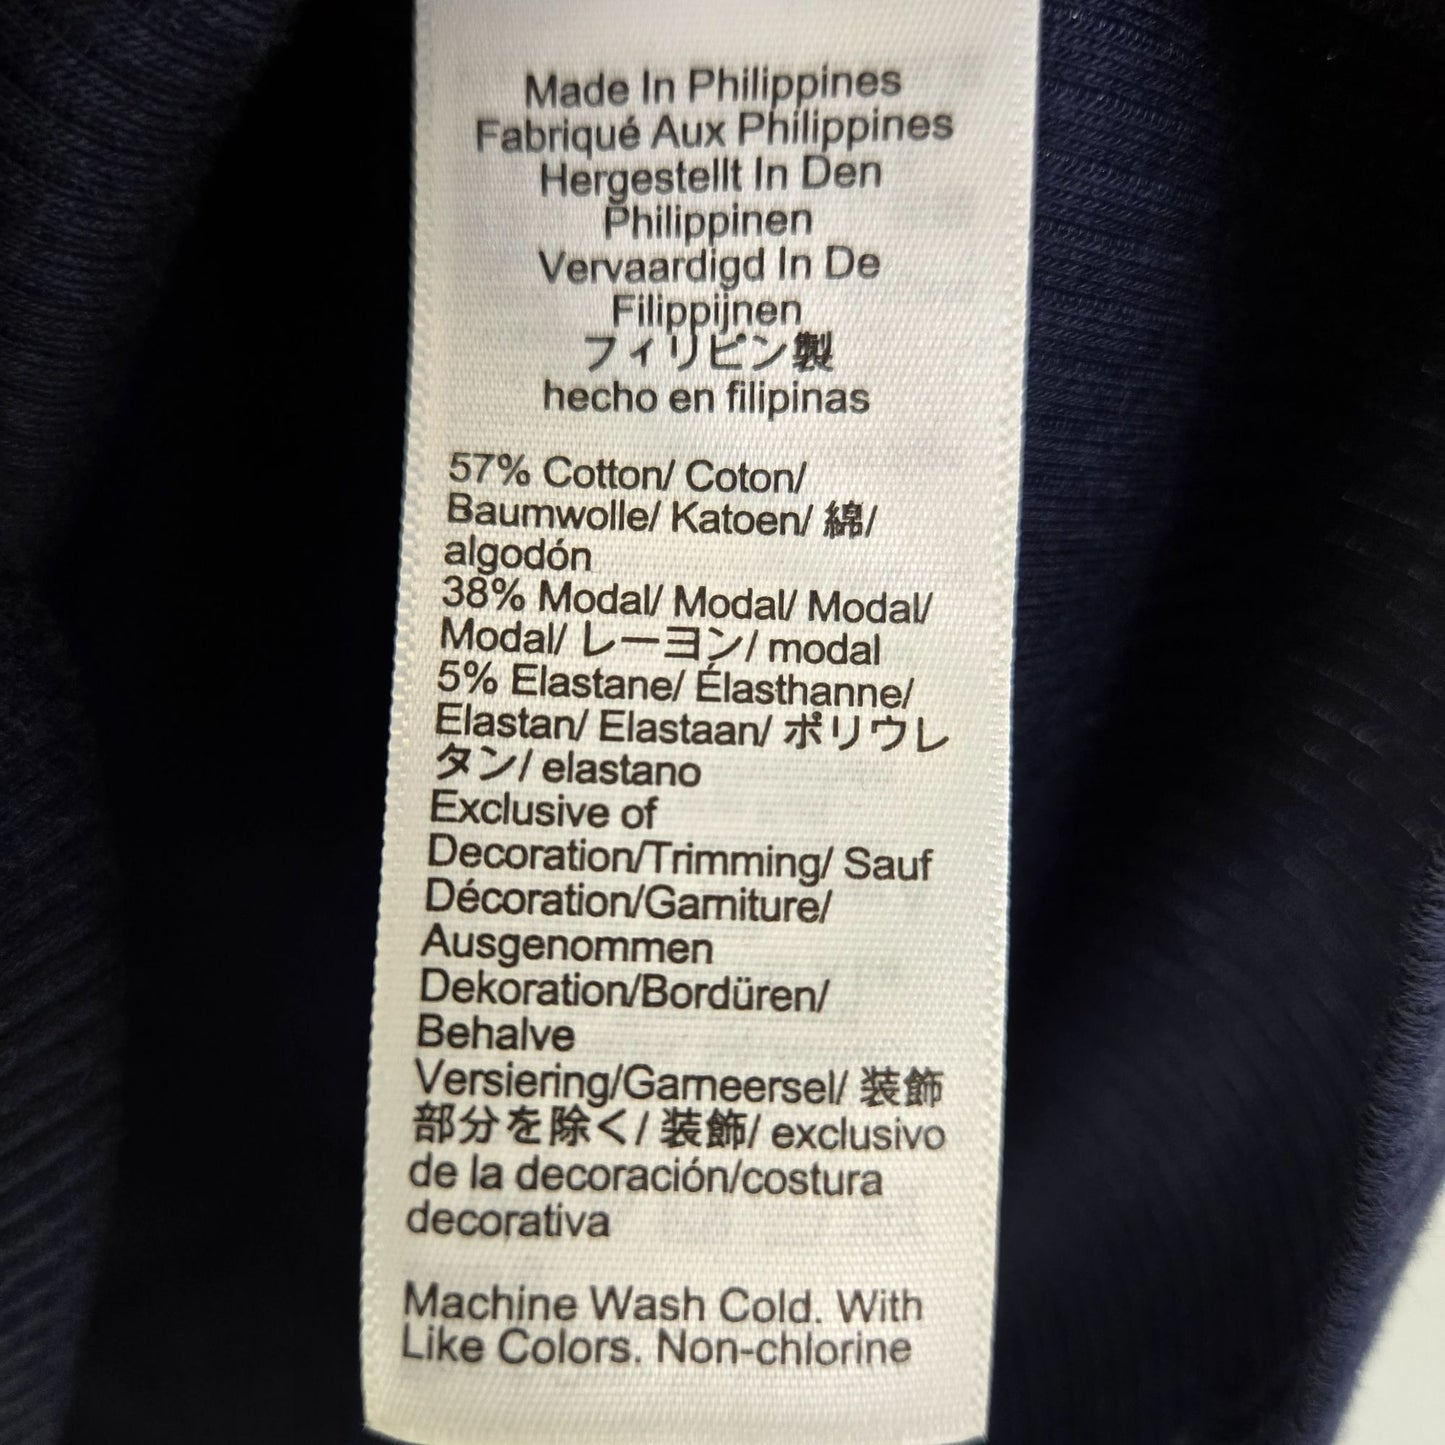 Made In Philippines
Fabriqué Aux Philippines
Hergestellt In Den
Philippinen
Vervaardigd In De
Filippijnen
フィリピン製
hecho en filipinas
57% Cotton/ Coton/
Baumwolle/ Katoen/ 綿/
algodón
38% Modal/ Modal/ Modal/
Modal/ レーヨン/ modal
5% Elastane/ Élasthanne/
Elastan/ Elastaan/ ポリウレ
タン/ elastano
Exclusive of
Decoration/Trimming/ Sauf
Décoration/Garniture/
Ausgenommen
Dekoration/Bordüren/
Behalve
Versiering/Garneersel/ 装飾
部分を除く/ 装飾/ exclusivo
de la decoración/costura
decorativa
Machine Wash Cold. With
Like Colors. Non-chlorine